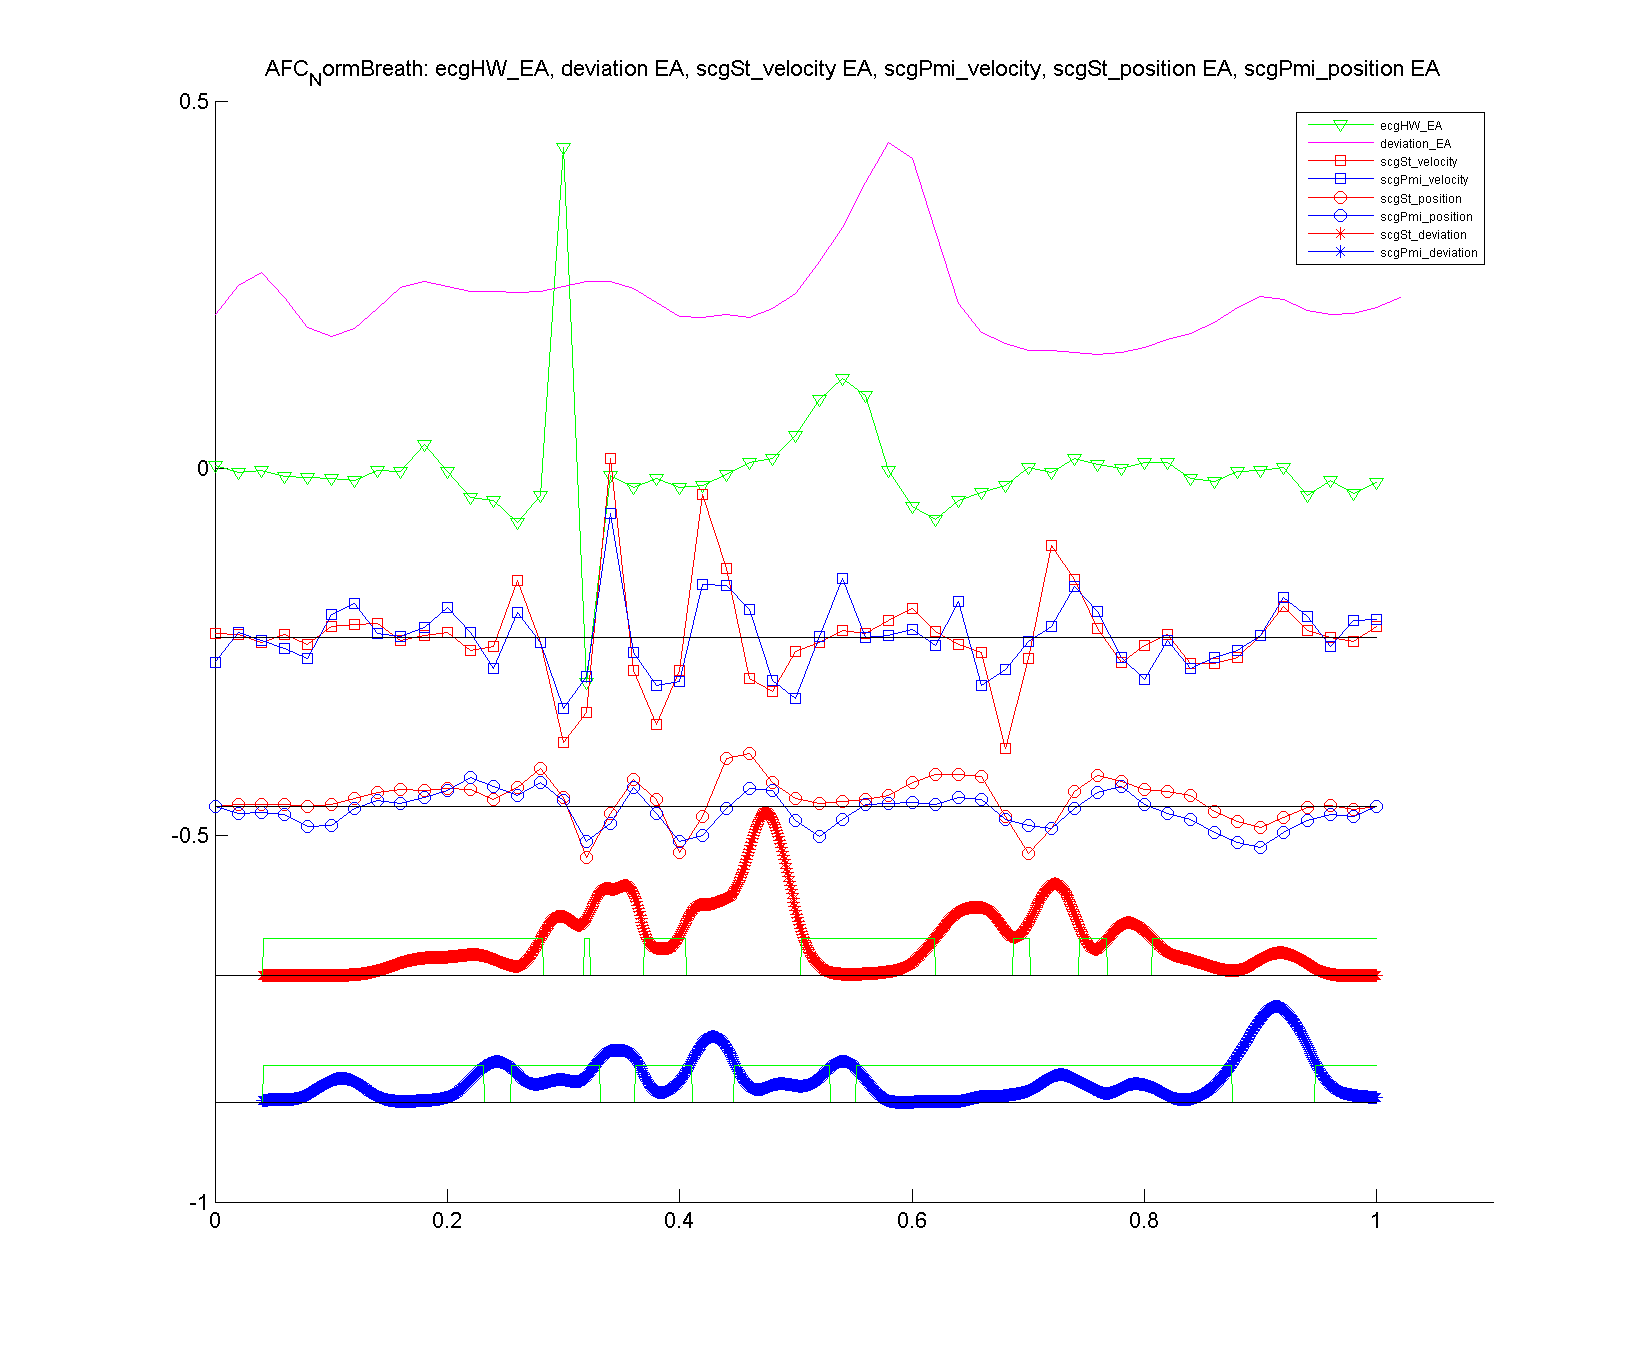 AFCNormBreath: ecgHW_EA, deviation EA, scgSt_velocity EA, scgPmi_velocity, scgSt_position EA, scgPmi_position EA
0.5
ecgHW_EA
deviation_EA
scgSt_velocity
scgPmi_velocity
scgSt_position
scgPmi_position
scgSt_deviation
scgPmi_deviation
0
-0.5
-1
0 0.2 0.4 0.6 0.8 1